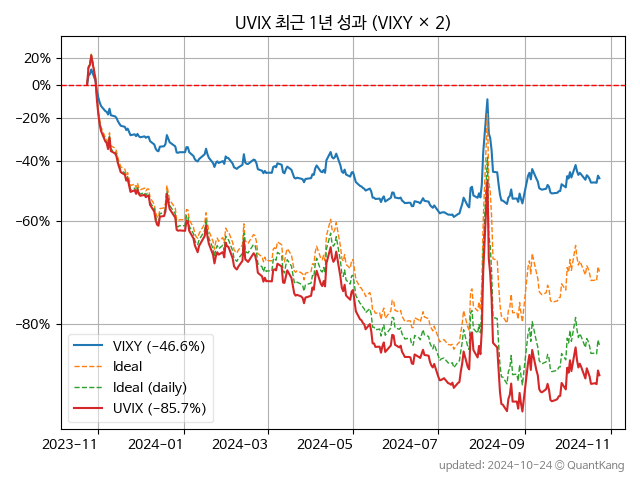 UVIX 최근 1년 성과 (VIXY × 2)
20%
0%
−20%
−40%
−60%
−80%
VIXY (−46.6%)
Ideal
Ideal (daily)
UVIX (−85.7%)
2023-11 2024-01 2024-03 2024-05 2024-07 2024-09 2024-11
updated: 2024-10-24 © QuantKang